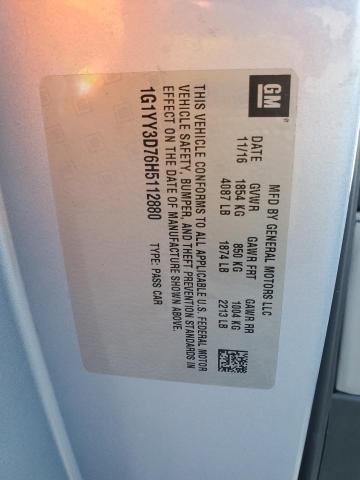 GM
MFD BY GENERAL MOTORS LLC
DATE GVWR GAWR FRT GAWR RR
11/16 1854 KG 850 KG 1004 KG
4087 LB 1874 LB 2213 LB
THIS VEHICLE CONFORMS TO ALL APPLICABLE U.S. FEDERAL MOTOR
VEHICLE SAFETY, BUMPER, AND THEFT PREVENTION STANDARDS IN
EFFECT ON THE DATE OF MANUFACTURE SHOWN ABOVE.
1G1YY3D76H5112880 TYPE: PASS CAR